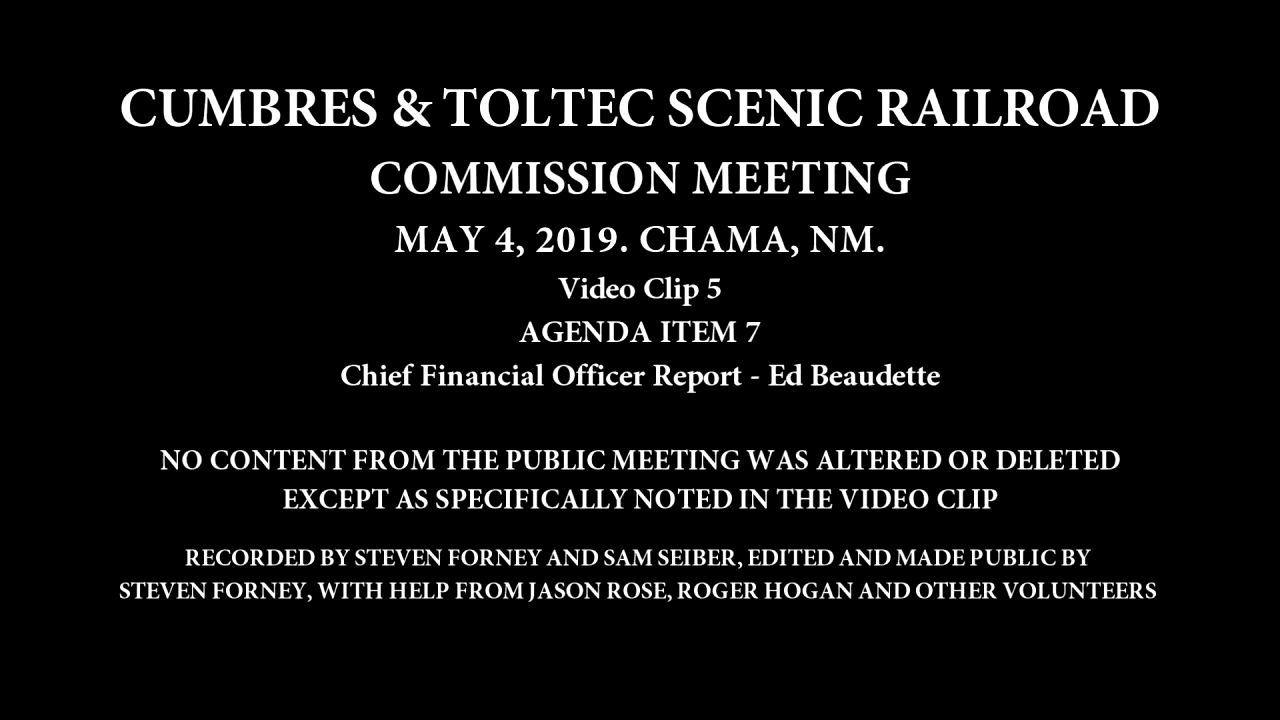 CUMBRES & TOLTEC SCENIC RAILROAD
COMMISSION MEETING
MAY 4, 2019. CHAMA, NM.
Video Clip 5
AGENDA ITEM 7
Chief Financial Officer Report - Ed Beaudette
NO CONTENT FROM THE PUBLIC MEETING WAS ALTERED OR DELETED
EXCEPT AS SPECIFICALLY NOTED IN THE VIDEO CLIP
RECORDED BY STEVEN FORNEY AND SAM SEIBER, EDITED AND MADE PUBLIC BY
STEVEN FORNEY, WITH HELP FROM JASON ROSE, ROGER HOGAN AND OTHER VOLUNTEERS